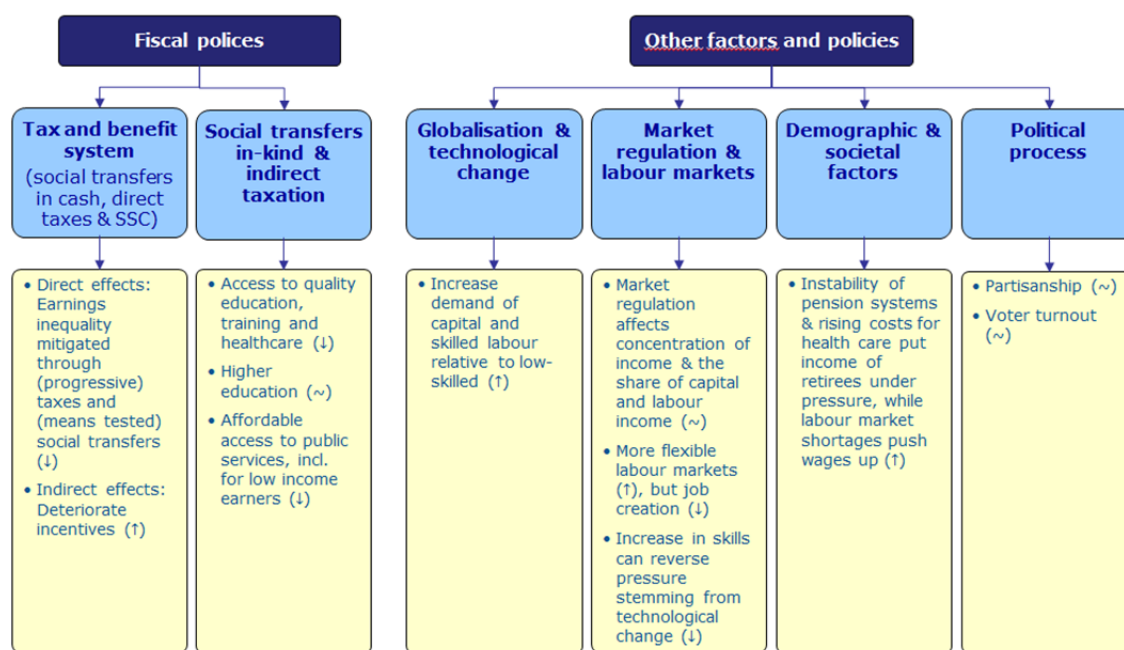 Fiscal polices
Other factors and policies
Tax and benefit
system
(social transfers
in cash, direct
taxes & SSC)
Social transfers
in-kind &
indirect
taxation
Globalisation &
technological
change
Market
regulation &
labour markets
Demographic &
societal
factors
Political
process
• Direct effects:
Earnings
inequality
mitigated
through
(progressive)
taxes and
(means tested)
social transfers
(↓)
• Indirect effects:
Deteriorate
incentives (↑)
• Access to quality
education,
training and
healthcare (↓)
• Higher
education (~)
• Affordable
access to public
services, incl.
for low income
earners (↓)
• Increase
demand of
capital and
skilled labour
relative to low-
skilled (↑)
• Market
regulation
affects
concentration of
income & the
share of capital
and labour
income (~)
• More flexible
labour markets
(↑), but job
creation (↓)
• Increase in skills
can reverse
pressure
stemming from
technological
change (↓)
• Instability of
pension systems
& rising costs for
health care put
income of
retirees under
pressure, while
labour market
shortages push
wages up (↑)
• Partisanship (~)
• Voter turnout
(~)